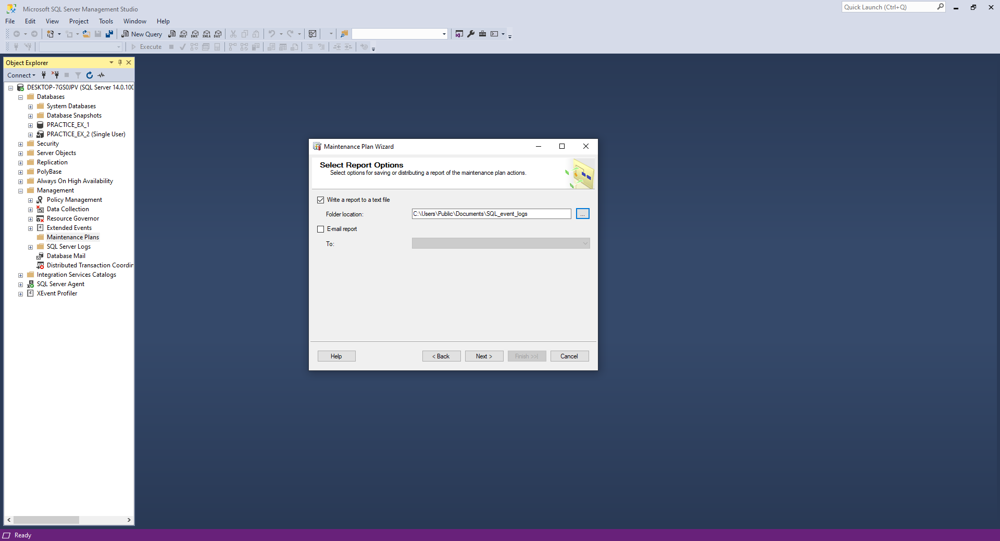 Microsoft SQL Server Management Studio
Quick Launch (Ctrl+Q)
File Edit View Project Tools Window Help
New Query MDX DMX XMLA DAX
Execute
Object Explorer
Connect
DESKTOP-7GS0JPV (SQL Server 14.0.100
Databases
System Databases
Database Snapshots
PRACTICE_EX_1
PRACTICE_EX_2 (Single User)
Security
Server Objects
Replication
PolyBase
Always On High Availability
Management
Policy Management
Data Collection
Resource Governor
Extended Events
Maintenance Plans
SQL Server Logs
Database Mail
Distributed Transaction Coordin
Integration Services Catalogs
SQL Server Agent
XEvent Profiler
Maintenance Plan Wizard
Select Report Options
Select options for saving or distributing a report of the maintenance plan actions.
Write a report to a text file
Folder location: C:\Users\Public\Documents\SQL_event_logs ...
E-mail report
To:
Help < Back Next > Finish >>| Cancel
Ready